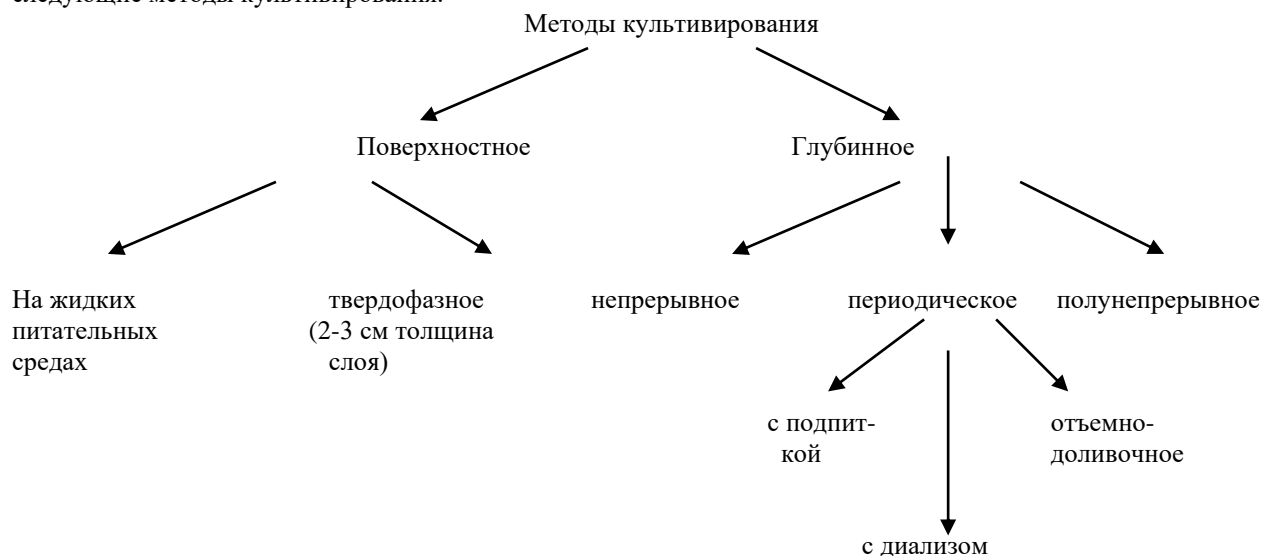 следующие методы культивирования:
Методы культивирования
Поверхностное Глубинное
На жидких твердофазное непрерывное периодическое полунепрерывное
питательных (2-3 см толщина
средах слоя)
с подпит- отъемно-
кой доливочное
с диализом